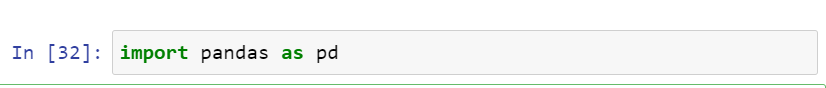 In [32]: import pandas as pd